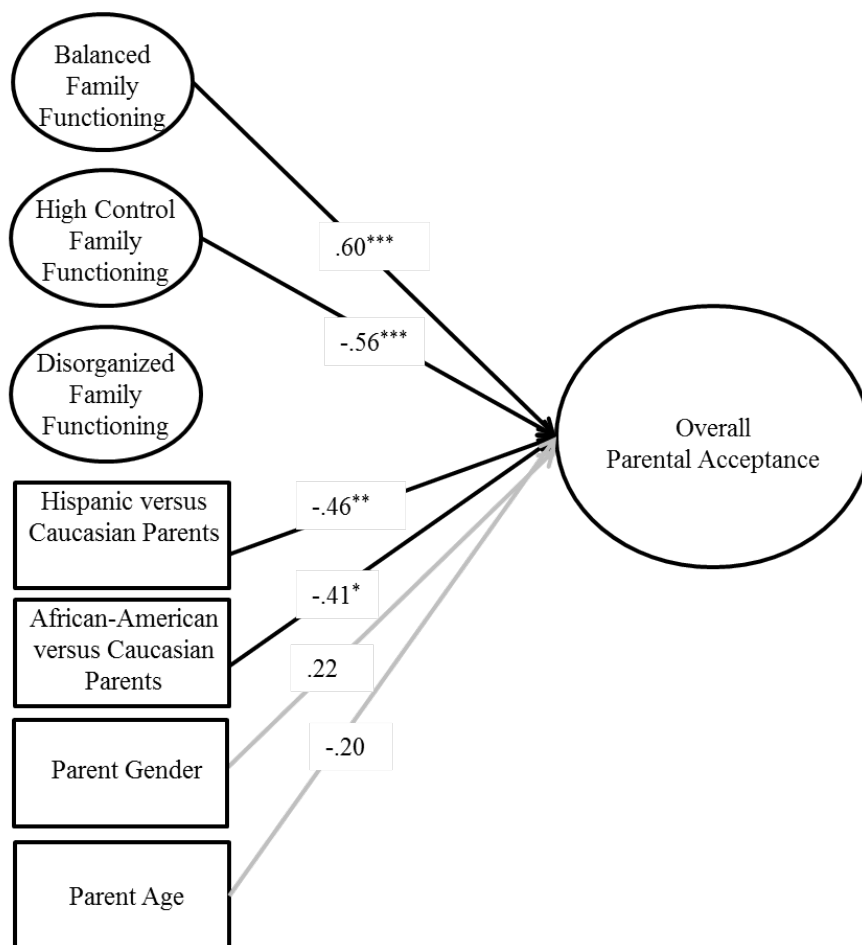 Balanced
Family
Functioning
High Control
Family
Functioning
.60***
-.56***
Disorganized
Family
Functioning
Overall
Parental Acceptance
Hispanic versus
Caucasian Parents
-.46**
African-American
versus Caucasian
Parents
-.41*
.22
Parent Gender
-.20
Parent Age